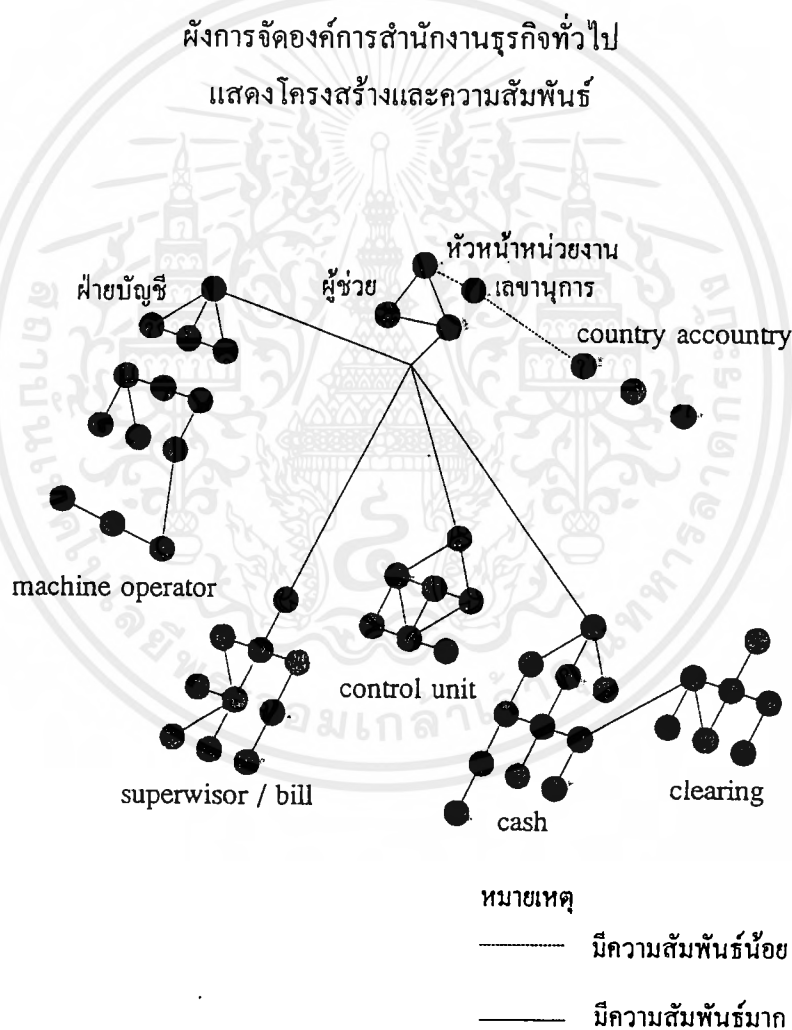 ผังการจัดองค์การสำนักงานธุรกิจทั่วไป
แสดงโครงสร้างและความสัมพันธ์
หัวหน้าหน่วยงาน
ฝ่ายบัญชี
ผู้ช่วย
เลขานุการ
country accountry
machine operator
control unit
superwisor / bill
cash
clearing
หมายเหตุ
มีความสัมพันธ์น้อย
มีความสัมพันธ์มาก